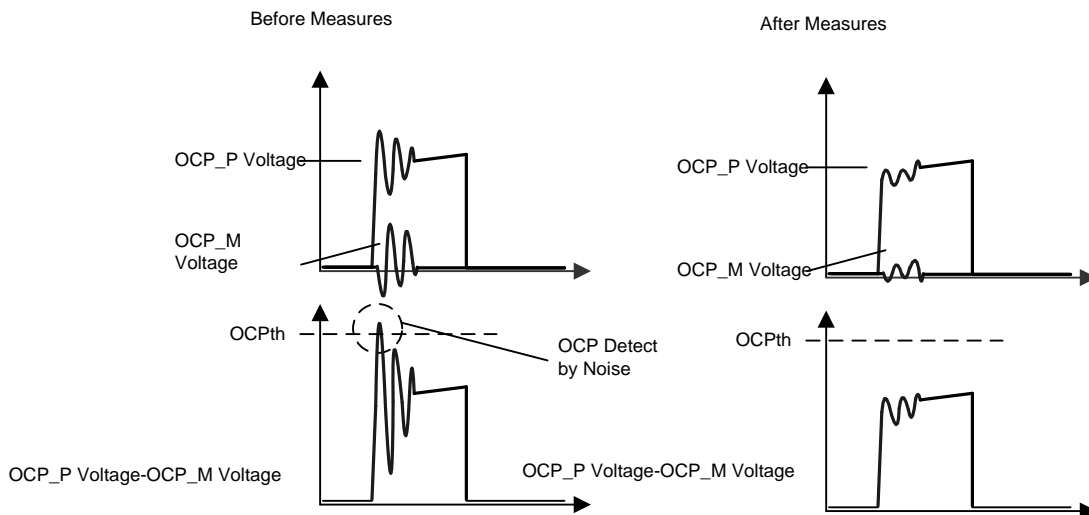 Before Measures
After Measures
OCP_P Voltage
OCP_M
Voltage
OCP_P Voltage
OCP_M Voltage
OCPth
OCP Detect
by Noise
OCP_P Voltage-OCP_M Voltage
OCPth
OCP_P Voltage-OCP_M Voltage